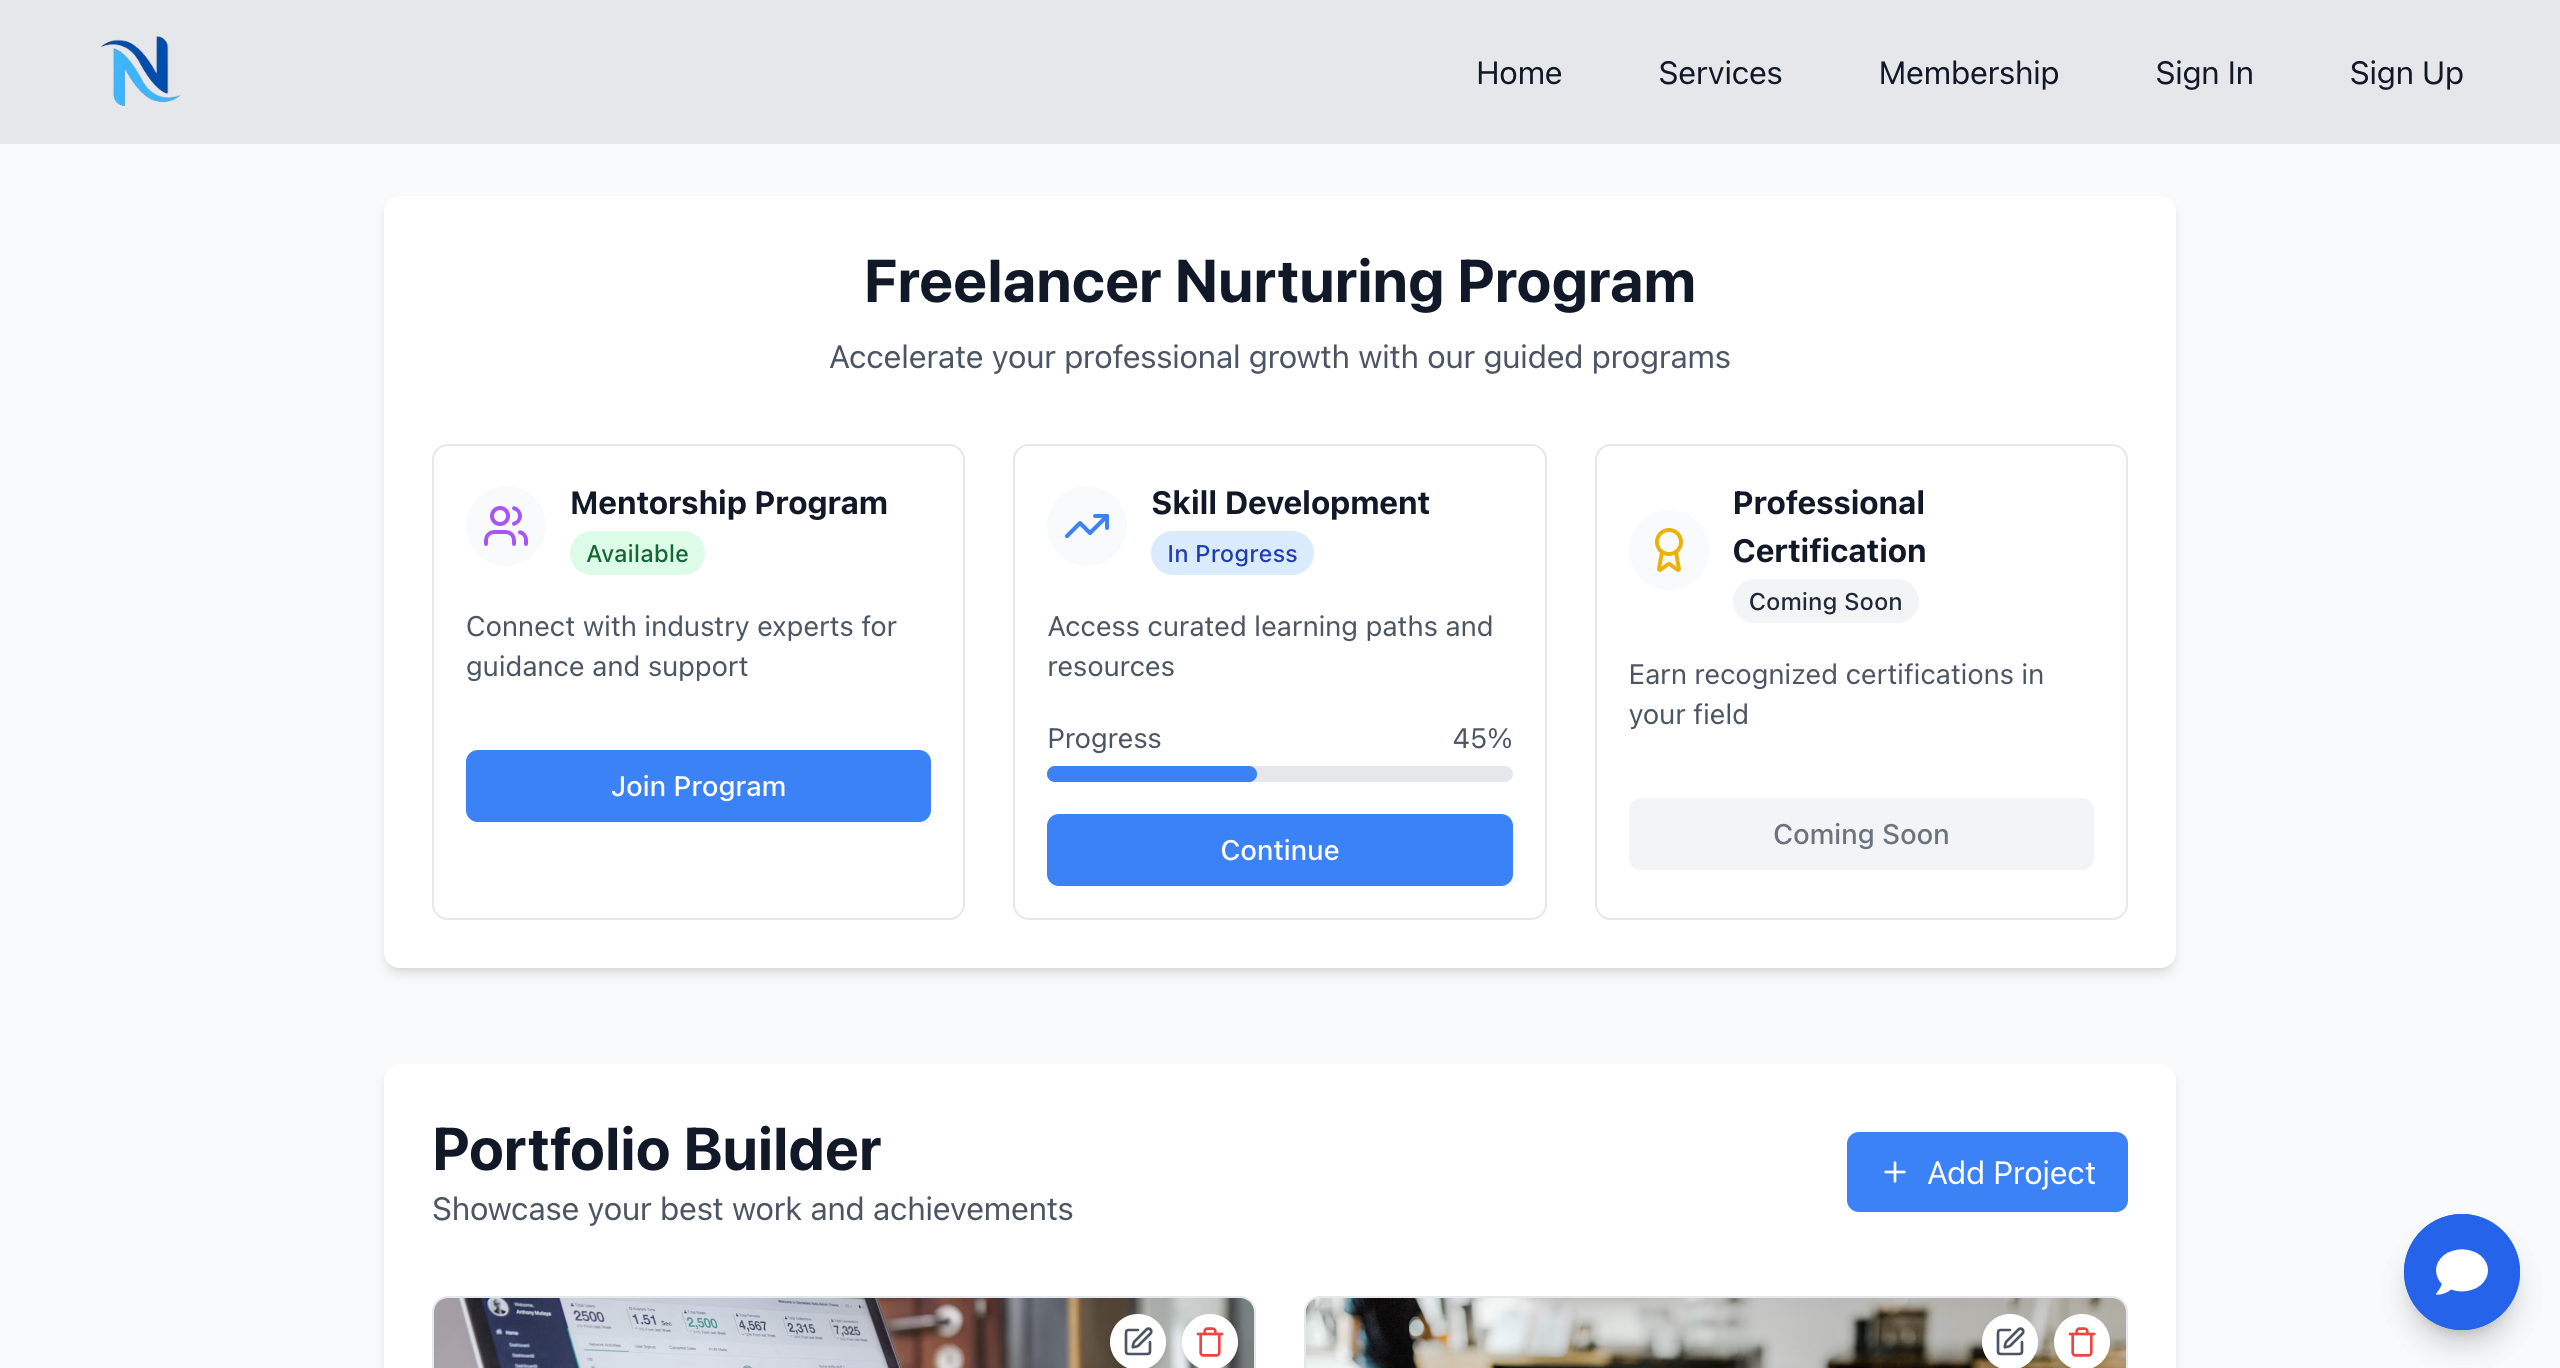 Home Services Membership Sign In Sign Up
Freelancer Nurturing Program
Accelerate your professional growth with our guided programs
Mentorship Program
Available
Connect with industry experts for
guidance and support
Join Program
Skill Development
In Progress
Access curated learning paths and
resources
Progress 45%
Continue
Professional
Certification
Coming Soon
Earn recognized certifications in
your field
Coming Soon
Portfolio Builder
Showcase your best work and achievements
+ Add Project
2500 1.51 2,500 4,567 2,315 7,325